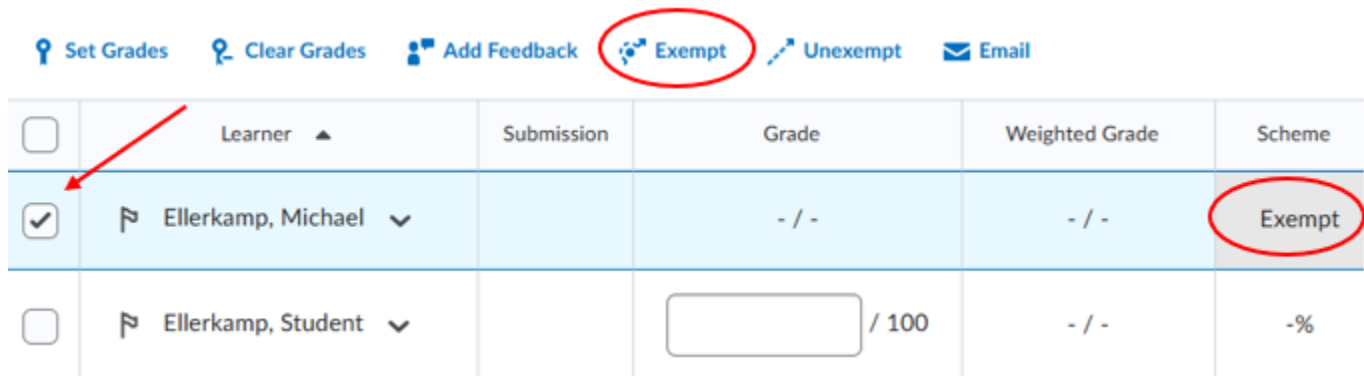 Set Grades Clear Grades Add Feedback Exempt Unexempt Email
Learner Submission Grade Weighted Grade Scheme
Ellerkamp, Michael - / - - / - Exempt
Ellerkamp, Student / 100 - / - -%